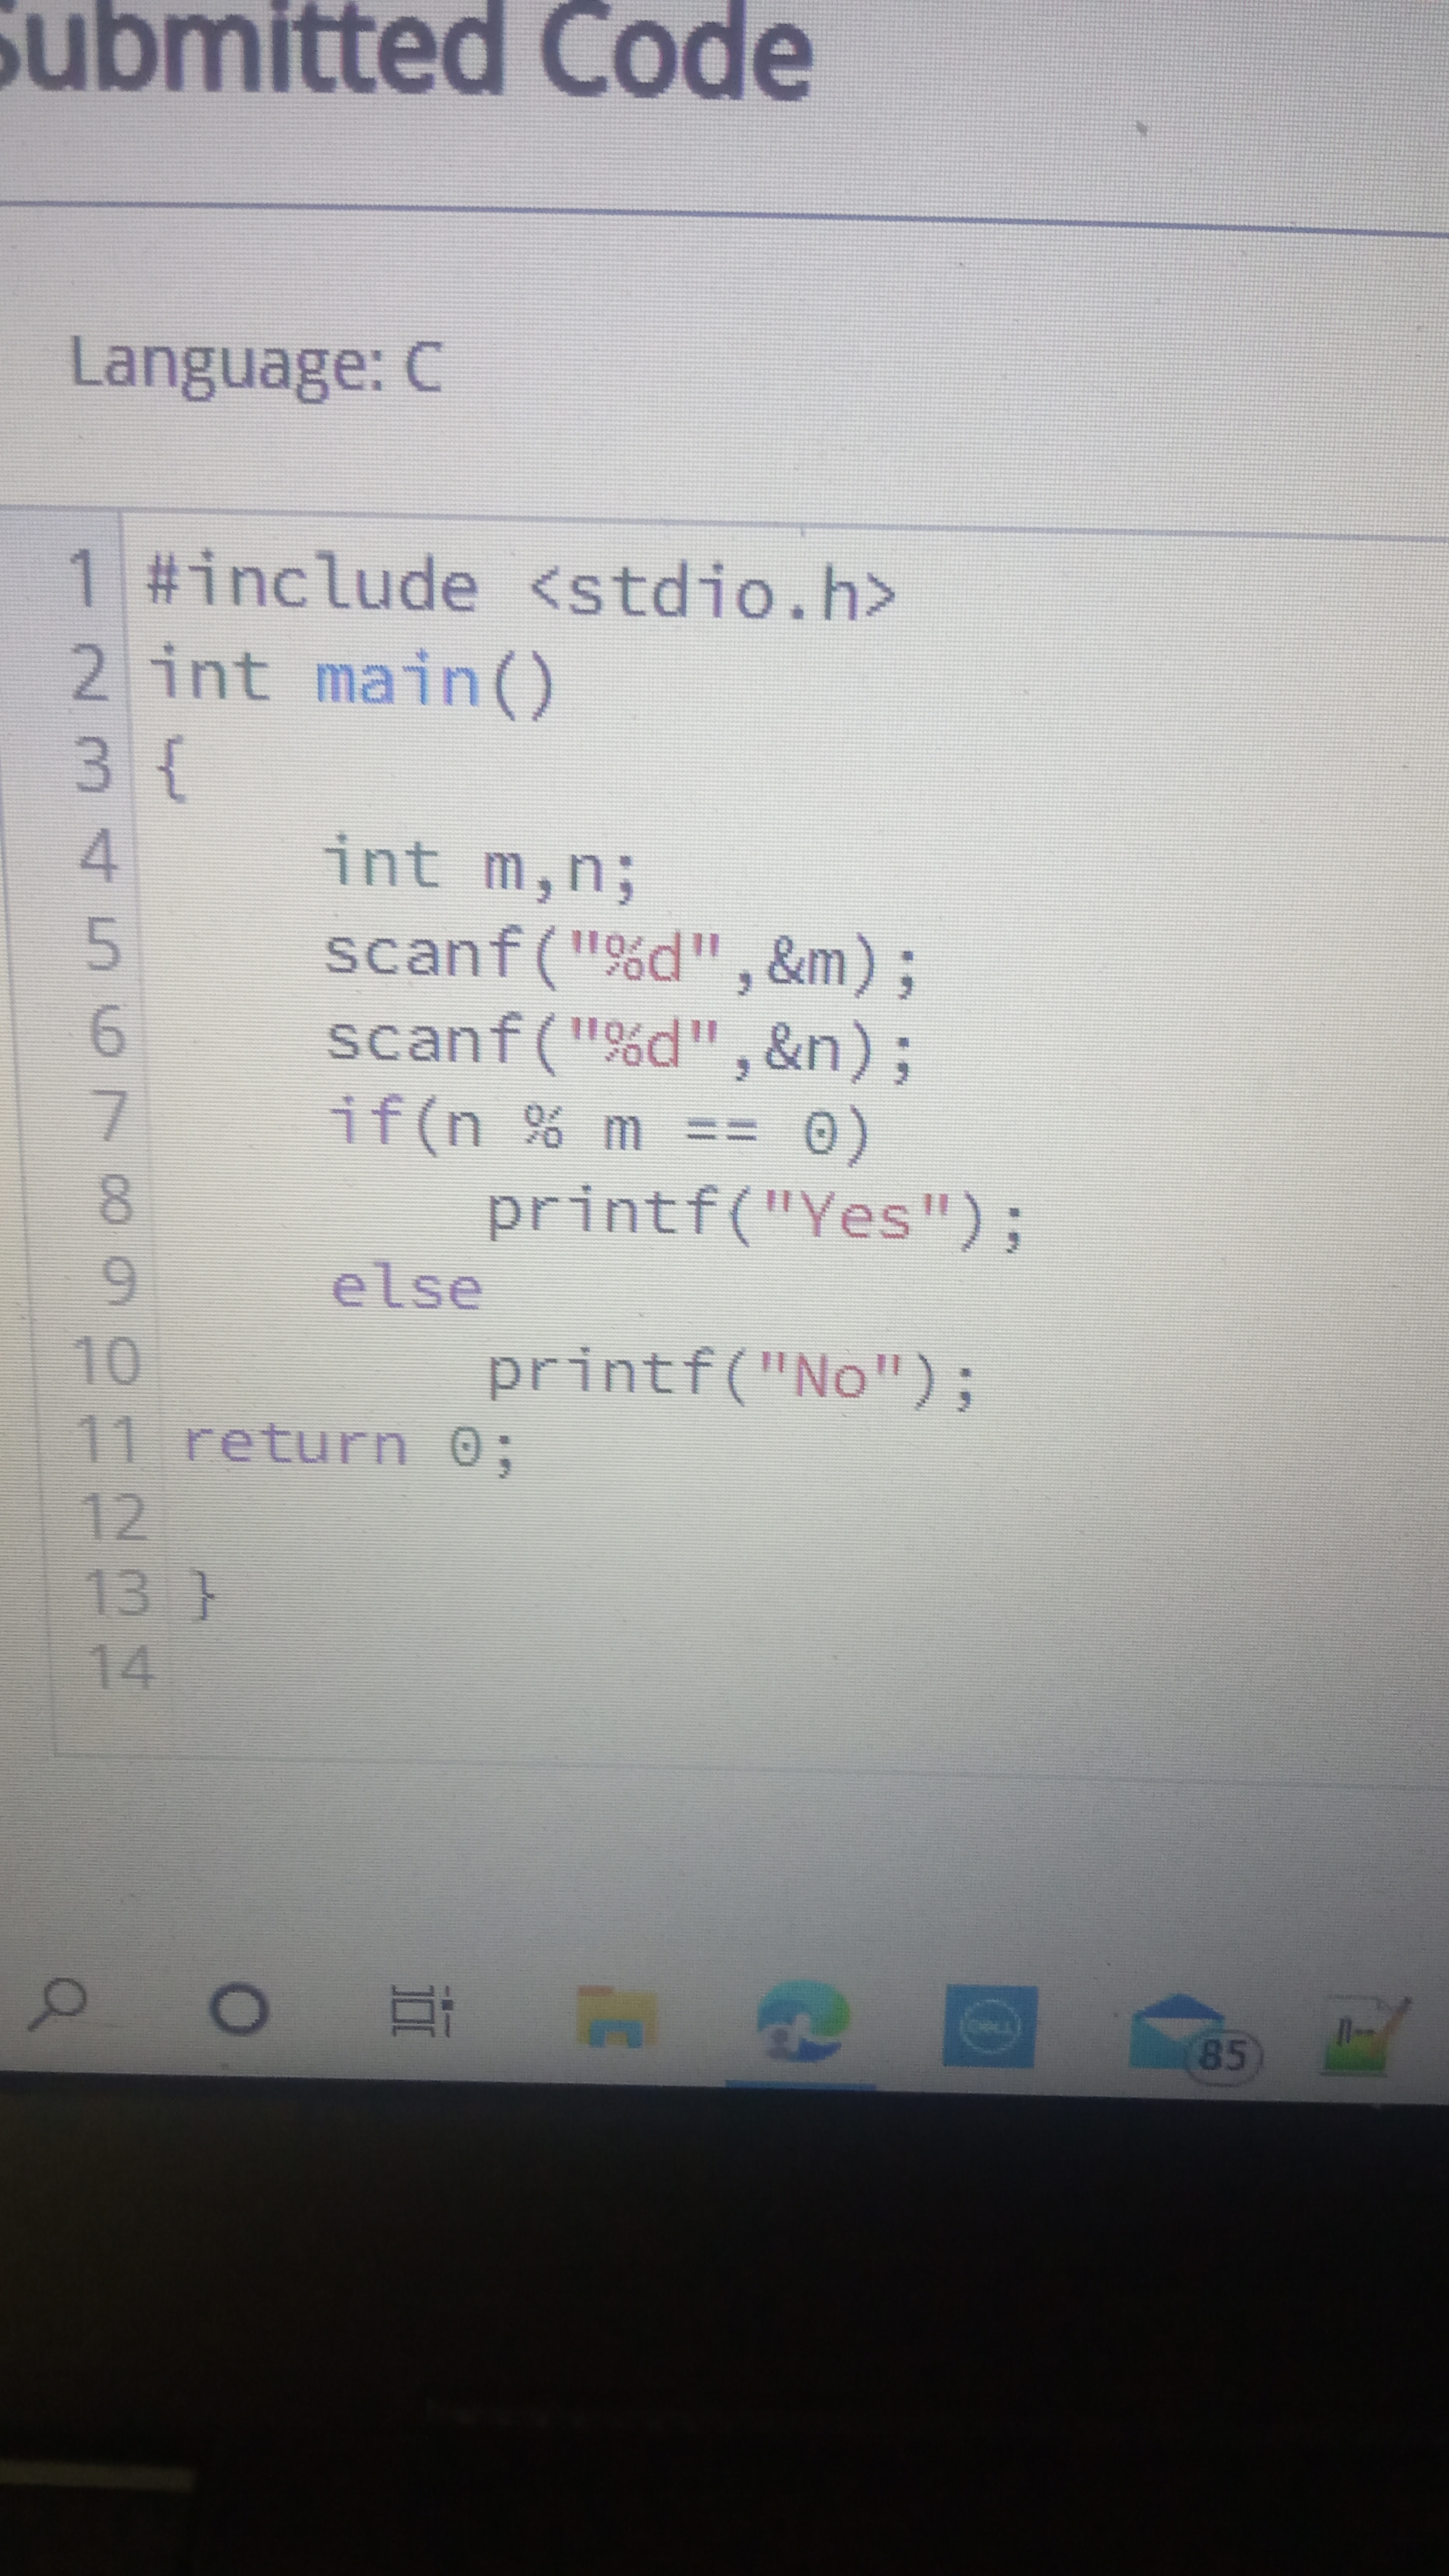 Submitted Code
Language: C
1 #include <stdio.h>
2 int main()
3 {
4     int m,n;
5     scanf("%d",&m);
6     scanf("%d",&n);
7     if(n % m == 0)
8         printf("Yes");
9     else
10         printf("No");
11 return 0;
12
13 }
14
DELL
85